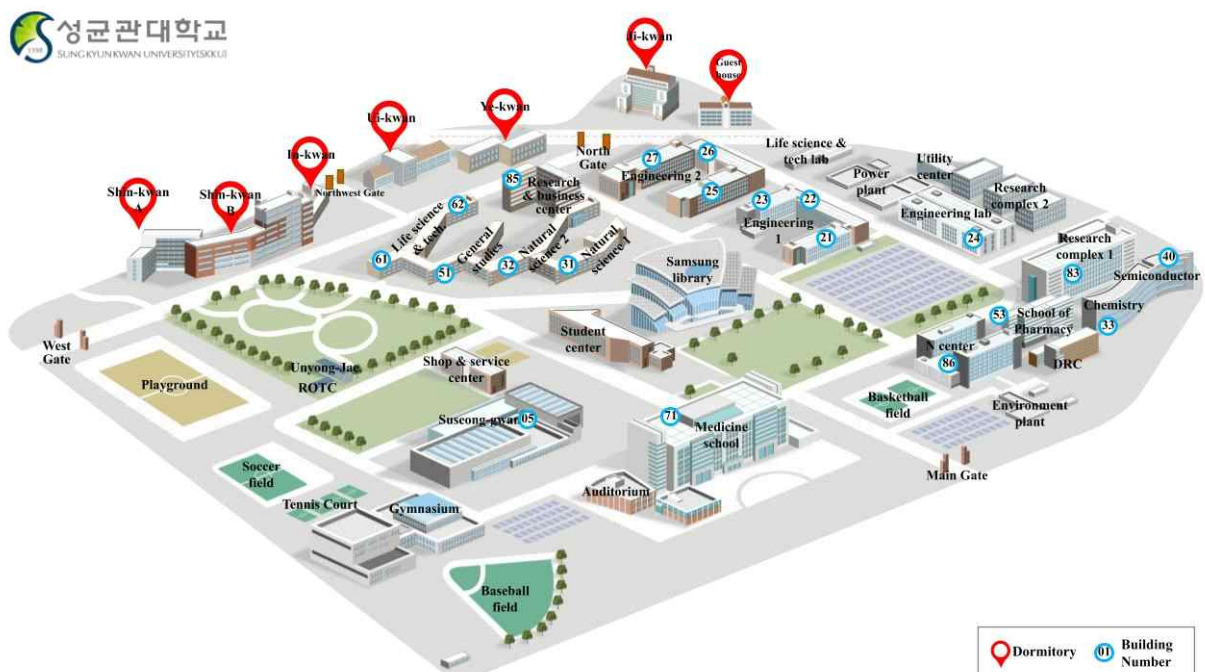 성균관대학교
SUNGKYUNKWAN UNIVERSITY(SKKU)
1398
Ji-kwan
Guest
house
Ye-kwan
Ui-kwan
In-kwan
Northwest Gate
Shin-kwan
A
Shin-kwan
B
North
Gate
27
26
Engineering 2
25
Life science &
tech lab
Power
plant
Utility
center
Research
complex 2
85
Research
& business
center
62
Life science
& tech.
61
General
studies
51
Natural
science 2
32
Natural
science 1
31
23
22
Engineering
1
21
Engineering lab
24
Research
complex 1
83
40
Semiconductor
Samsung
library
Student
center
53
School of
Pharmacy
Chemistry
33
N center
86
DRC
West
Gate
Playground
Unyong-Jae
ROTC
Shop & service
center
Suseong-gwan
05
71
Medicine
school
Basketball
field
Environment
plant
Main Gate
Soccer
field
Tennis Court
Gymnasium
Auditorium
Baseball
field
Dormitory
01
Building
Number